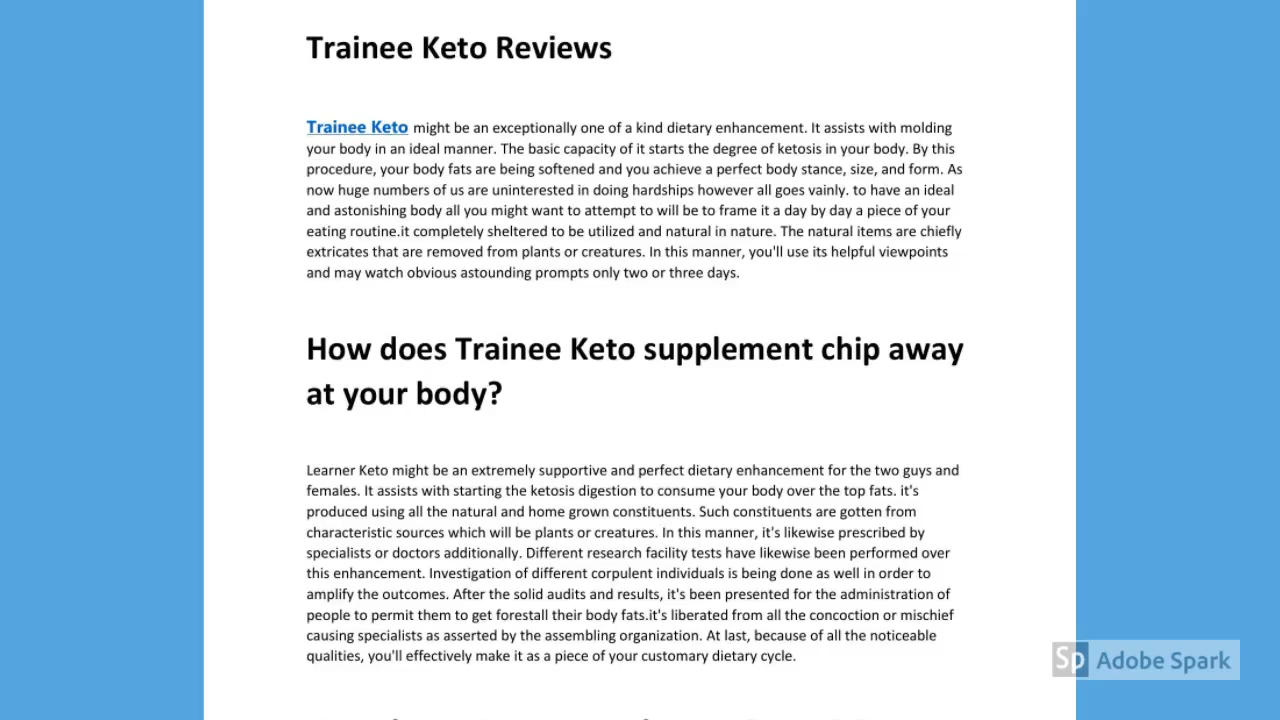 Trainee Keto Reviews
Trainee Keto might be an exceptionally one of a kind dietary enhancement. It assists with molding
your body in an ideal manner. The basic capacity of it starts the degree of ketosis in your body. By this
procedure, your body fats are being softened and you achieve a perfect body stance, size, and form. As
now huge numbers of us are uninterested in doing hardships however all goes vainly. to have an ideal
and astonishing body all you might want to attempt to will be to frame it a day by day a piece of your
eating routine.it completely sheltered to be utilized and natural in nature. The natural items are chiefly
extricates that are removed from plants or creatures. In this manner, you'll use its helpful viewpoints
and may watch obvious astounding prompts only two or three days.
How does Trainee Keto supplement chip away
at your body?
Learner Keto might be an extremely supportive and perfect dietary enhancement for the two guys and
females. It assists with starting the ketosis digestion to consume your body over the top fats. it's
produced using all the natural and home grown constituents. Such constituents are gotten from
characteristic sources which will be plants or creatures. In this manner, it's likewise prescribed by
specialists or doctors additionally. Different research facility tests have likewise been performed over
this enhancement. Investigation of different corpulent individuals is being done as well in order to
amplify the outcomes. After the solid audits and results, it's been presented for the administration of
people to permit them to get forestall their body fats.it's liberated from all the concoction or mischief
causing specialists as asserted by the assembling organization. At last, because of all the noticeable
qualities, you'll effectively make it as a piece of your customary dietary cycle.
Sp Adobe Spark